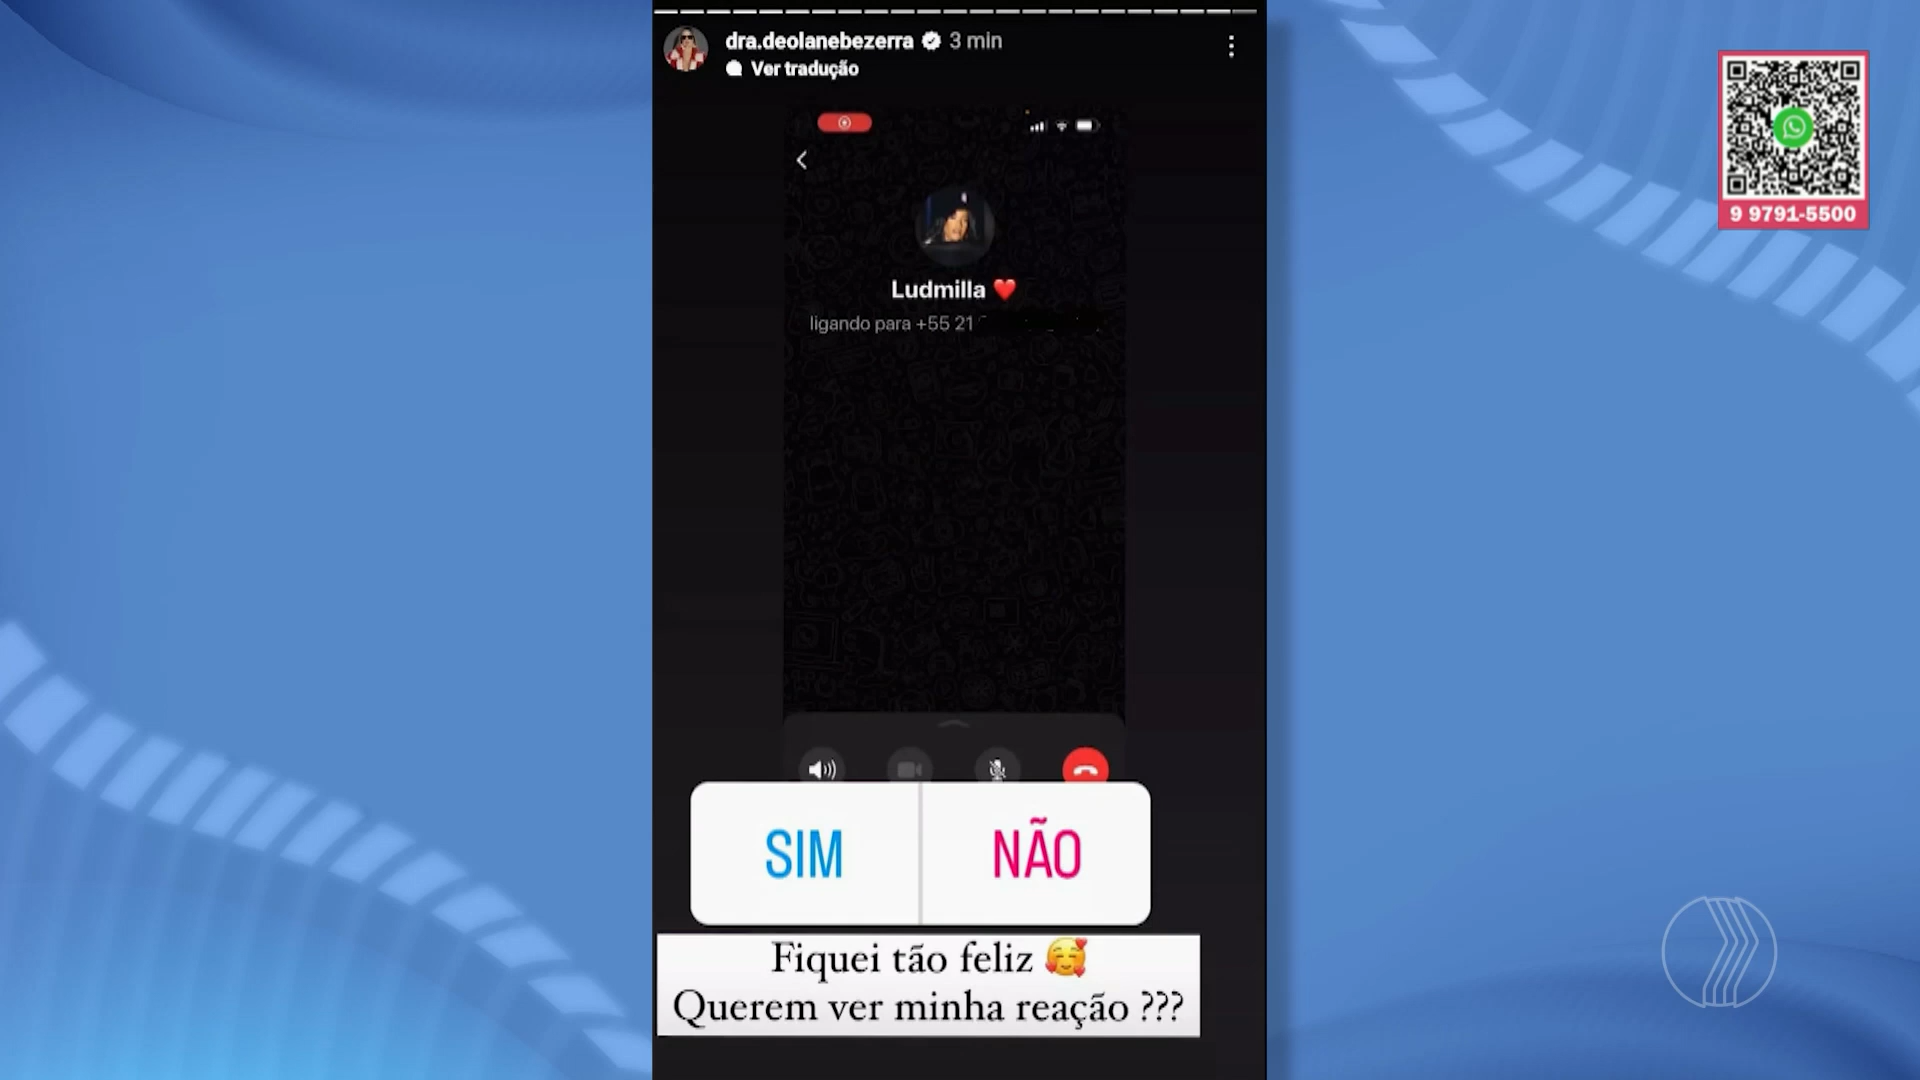 dra.deolanebezerra 3 min
Ver tradução
Ludmilla ❤️
ligando para +55 21
SIM
NÃO
Fiquei tão feliz 🥰
Querem ver minha reação ???
9 9791-5500